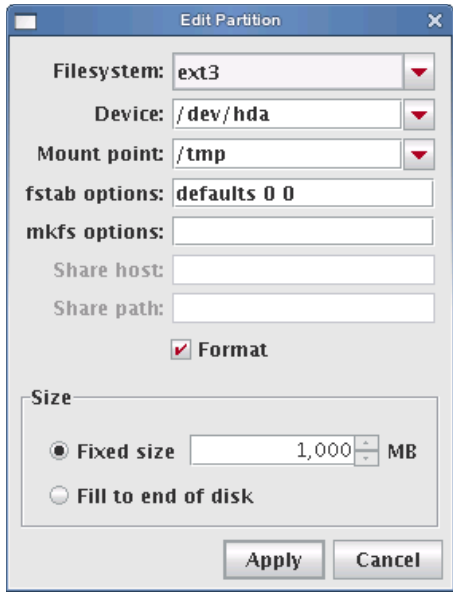 Edit Partition
Filesystem: ext3
Device: /dev/hda
Mount point: /tmp
fstab options: defaults 0 0
mkfs options:
Share host:
Share path:
Format
Size
Fixed size 1,000 MB
Fill to end of disk
Apply Cancel